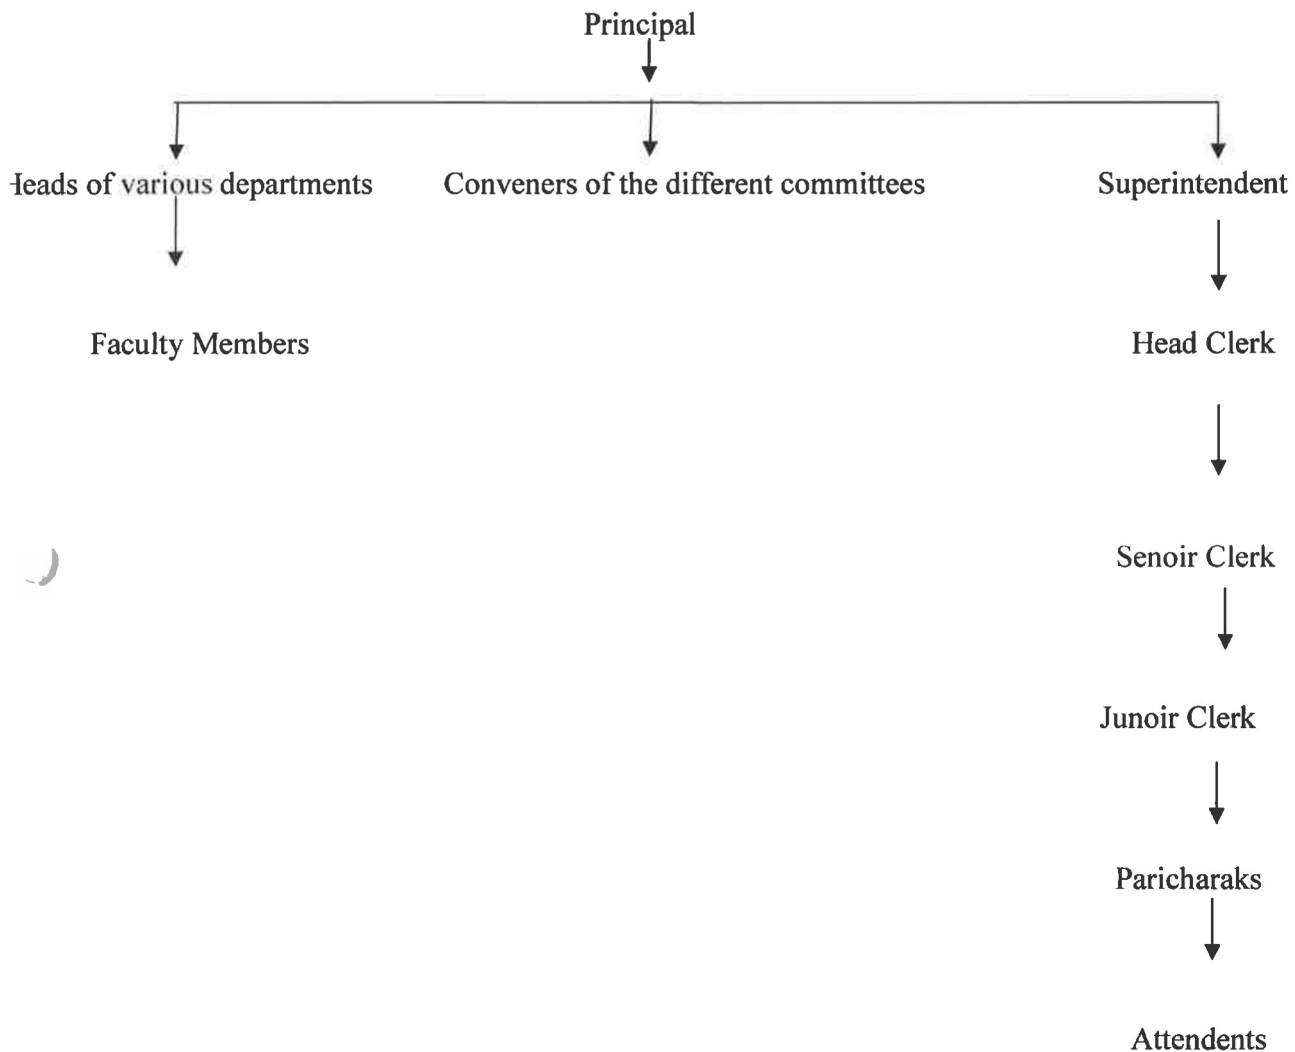 Principal
Heads of various departments Conveners of the different committees Superintendent
Faculty Members Head Clerk
Senoir Clerk
Junoir Clerk
Paricharaks
Attendents